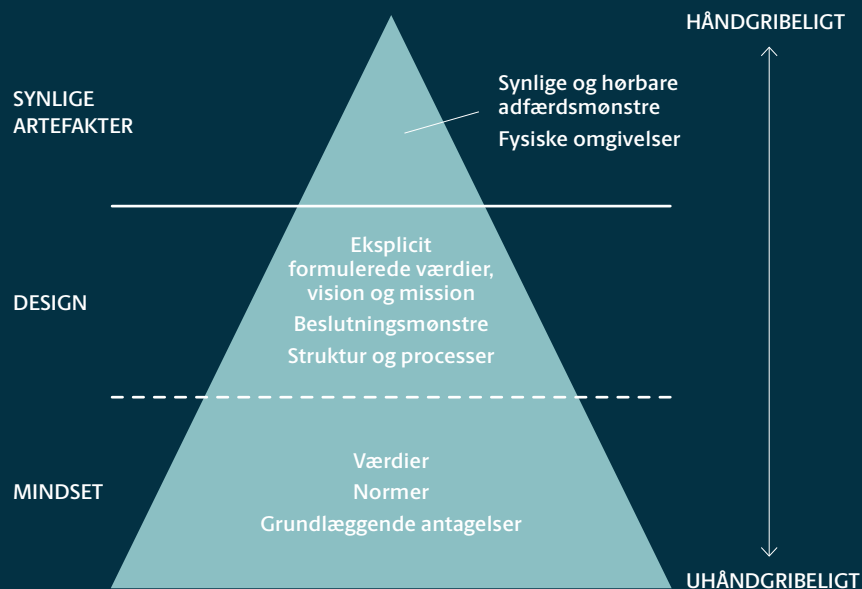 HÅNDGRIBELIGT
SYNLIGE
ARTEFAKTER
Synlige og hørbare
adfærdsmønstre
Fysiske omgivelser
DESIGN
Eksplicit
formulerede værdier,
vision og mission
Beslutningsmønstre
Struktur og processer
MINDSET
Værdier
Normer
Grundlæggende antagelser
UHÅNDGRIBELIGT